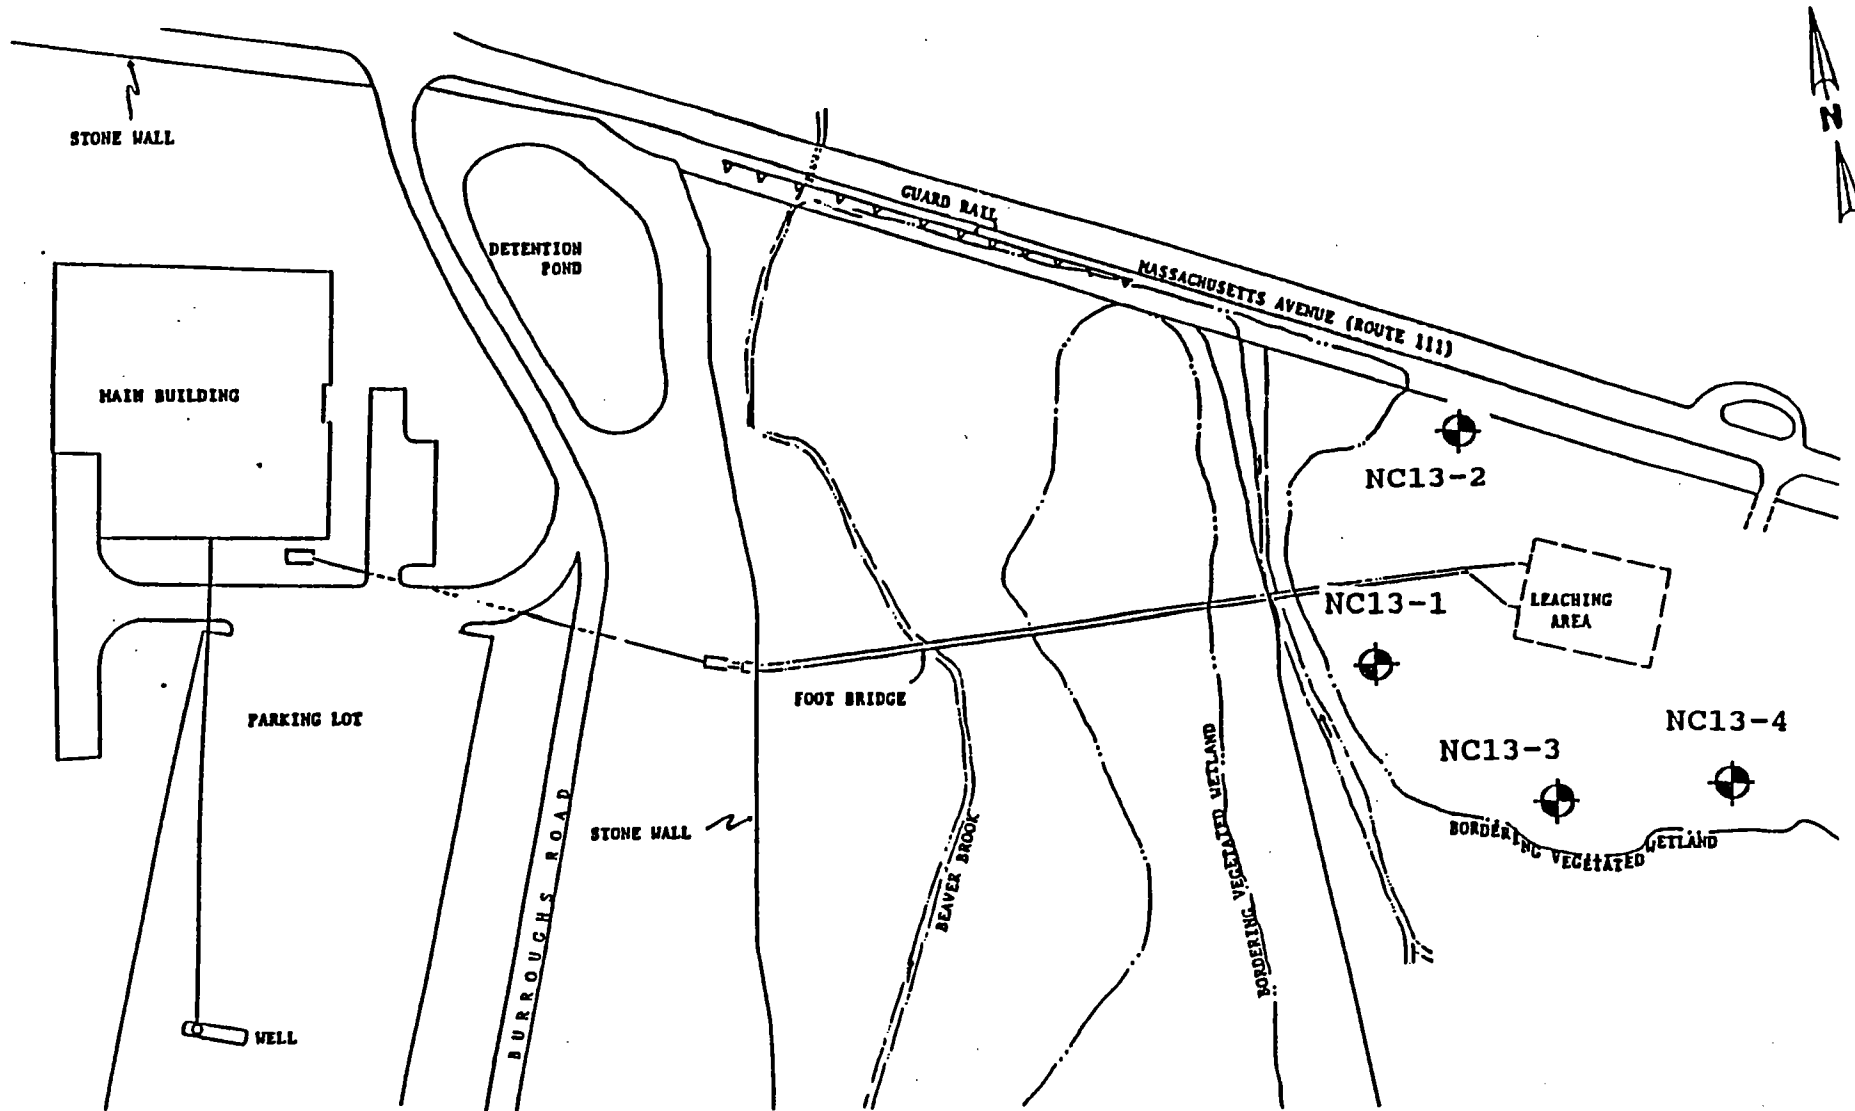 N
STONE WALL
GUARD RAIL
DETENTION
POND
MASSACHUSETTS AVENUE (ROUTE 111)
MAIN BUILDING
NC13-2
NC13-1
LEACHING
AREA
FOOT BRIDGE
PARKING LOT
NC13-4
NC13-3
STONE WALL
BURROUGHS ROAD
BEAVER BROOK
BORDERING VEGETATED WETLAND
BORDERING VEGETATED WETLAND
WELL